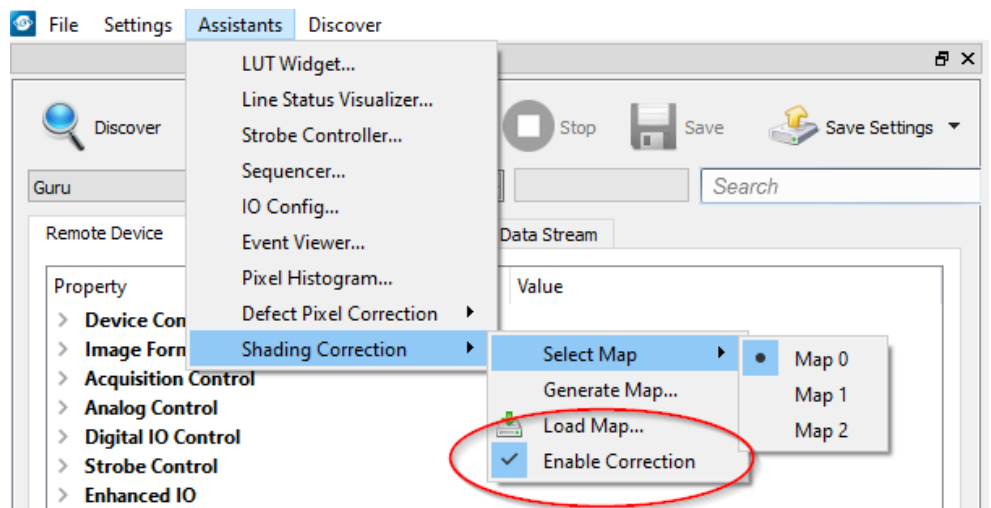 File Settings Assistants Discover
LUT Widget...
Line Status Visualizer...
Discover Stop Save Save Settings
Strobe Controller...
Sequencer...
Guru Search
IO Config...
Remote Device Event Viewer... Data Stream
Pixel Histogram...
Property Value
Defect Pixel Correction
Device Con
Image Form Shading Correction Select Map Map 0
Acquisition Control
Generate Map... Map 1
Analog Control
Load Map... Map 2
Digital IO Control
Enable Correction
Strobe Control
Enhanced IO